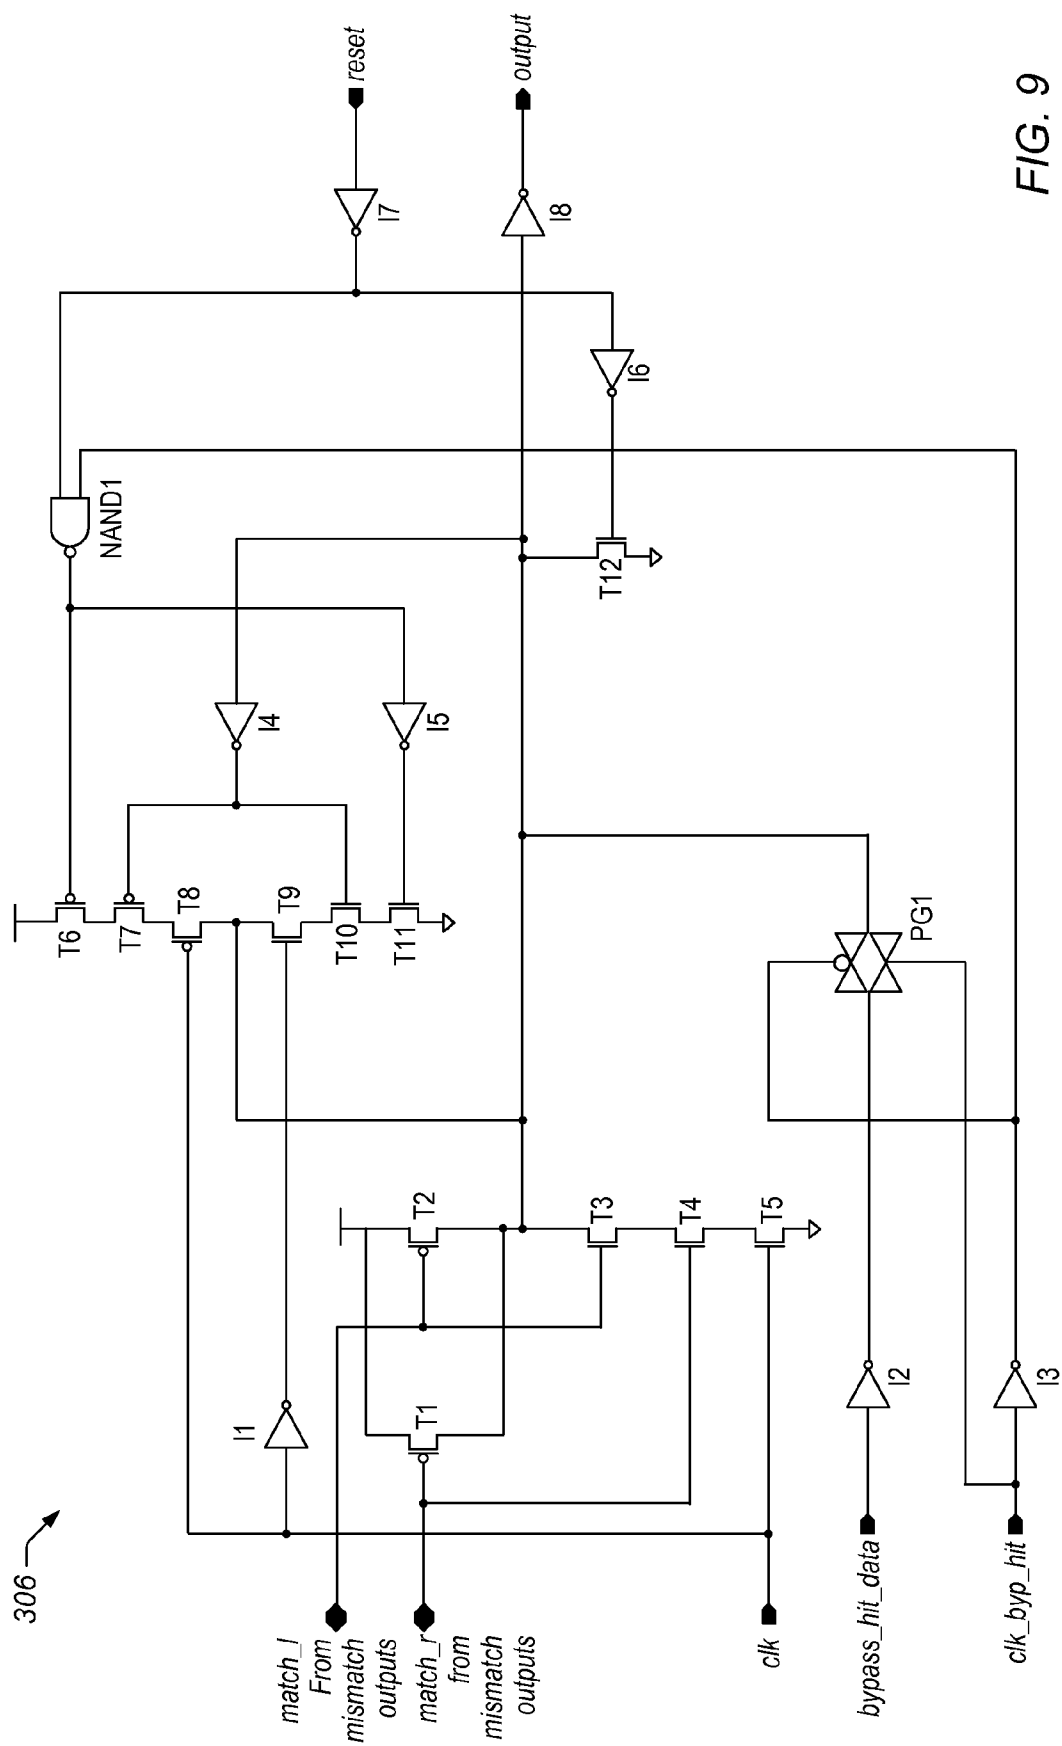 306
match_l
From
mismatch
outputs
match_r
from
mismatch
outputs
clk
bypass_hit_data
clk_byp_hit
I1
T1
T2
T3
T4
T5
I2
I3
T6
T7
T8
T9
T10
T11
PG1
I4
I5
NAND1
T12
I6
I7
I8
reset
output
FIG. 9